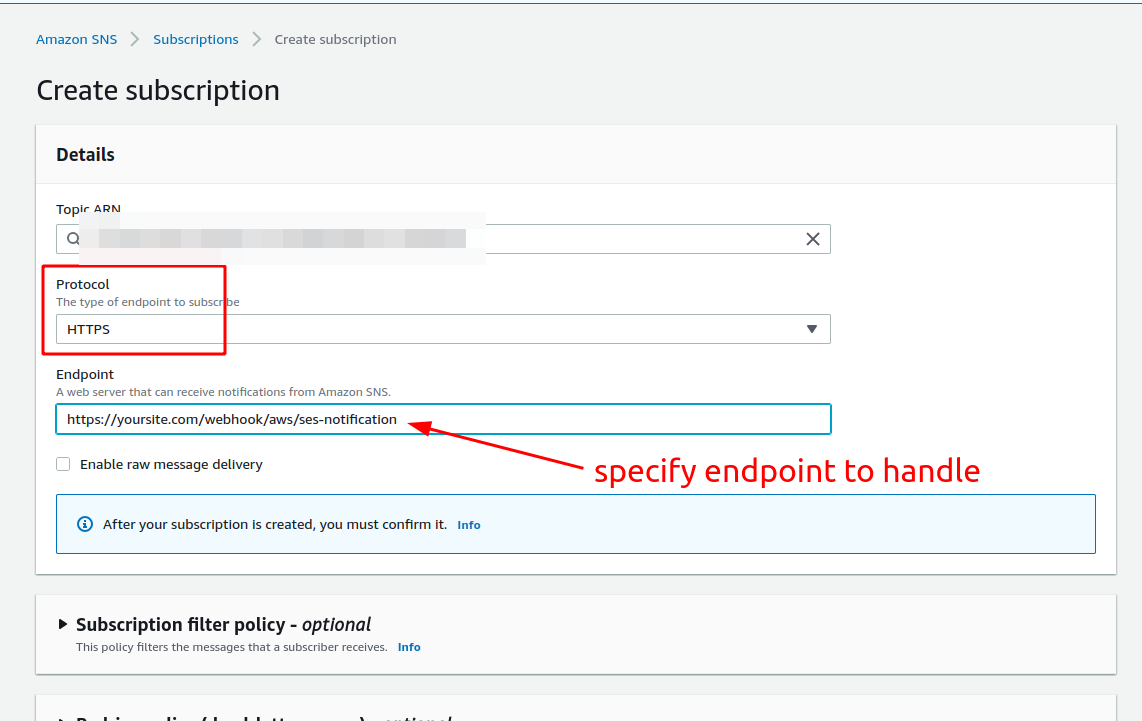 Amazon SNS > Subscriptions > Create subscription
Create subscription
Details
Topic ARN
Protocol
The type of endpoint to subscribe
HTTPS
Endpoint
A web server that can receive notifications from Amazon SNS.
https://yoursite.com/webhook/aws/ses-notification
Enable raw message delivery
specify endpoint to handle
After your subscription is created, you must confirm it. Info
Subscription filter policy - optional
This policy filters the messages that a subscriber receives. Info
optional